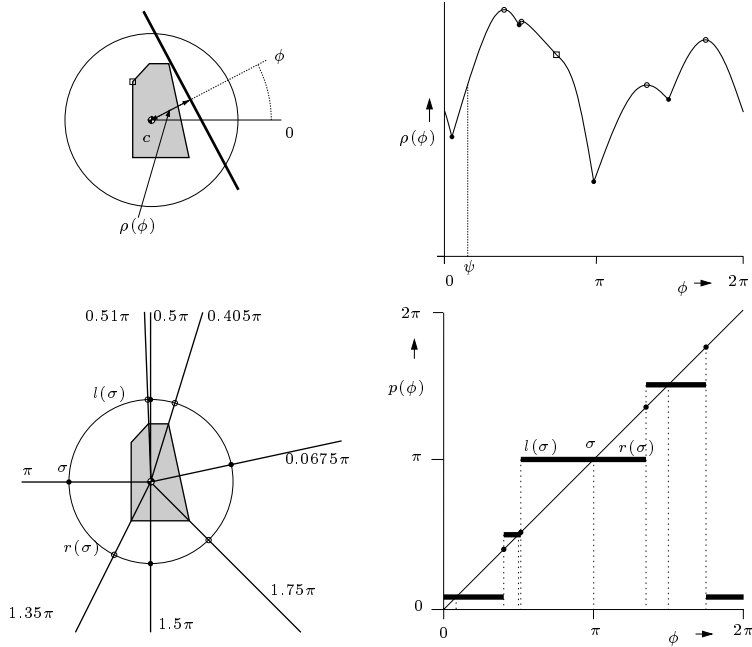 ϕ
0
c
ρ(ϕ)
ρ(ϕ)
0
ψ
π
ϕ
2π
0.51π
0.5π
0.405π
l(σ)
0.0675π
π
σ
r(σ)
1.75π
1.35π
1.5π
2π
p(ϕ)
π
l(σ)
σ
r(σ)
0
0
π
ϕ
2π